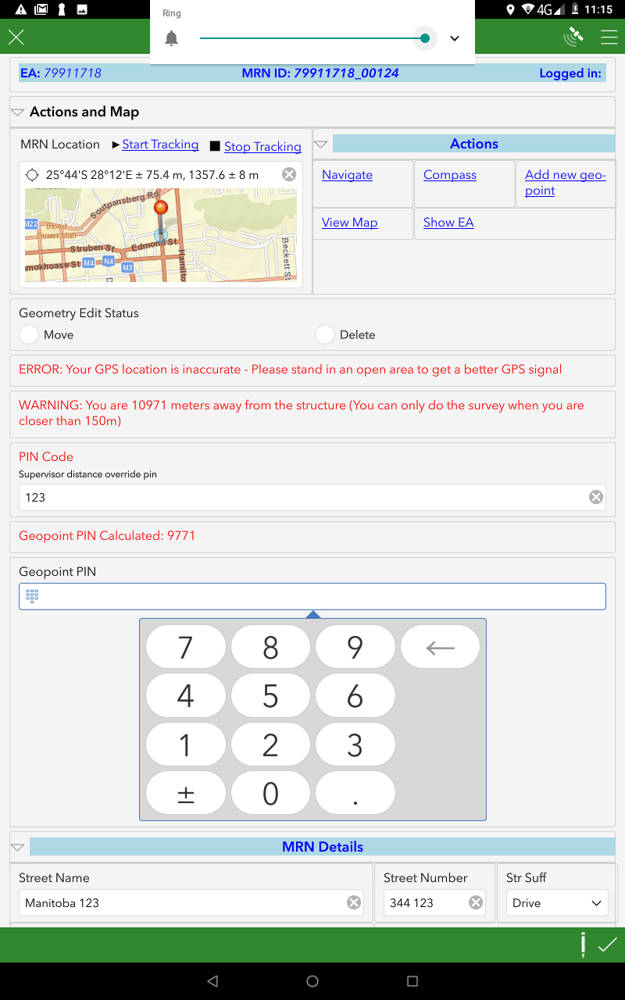 Ring
4G 11:15
EA: 79911718 MRN ID: 79911718_00124 Logged in:
Actions and Map
MRN Location Start Tracking Stop Tracking
Actions
25°44'S 28°12'E ± 75.4 m, 1357.6 ± 8 m
Navigate Compass Add new geo-
point
View Map Show EA
Soutpansberg Rd
M22
Bloed
Street Mall
Struben St
Edmond St
mokhoase St M4 N4
M3
Hamilto
Beckett St
Geometry Edit Status
Move Delete
ERROR: Your GPS location is inaccurate - Please stand in an open area to get a better GPS signal
WARNING: You are 10971 meters away from the structure (You can only do the survey when you are
closer than 150m)
PIN Code
Supervisor distance override pin
123
Geopoint PIN Calculated: 9771
Geopoint PIN
7 8 9 ←
4 5 6
1 2 3
± 0 .
MRN Details
Street Name Street Number Str Suff
Manitoba 123 344 123 Drive